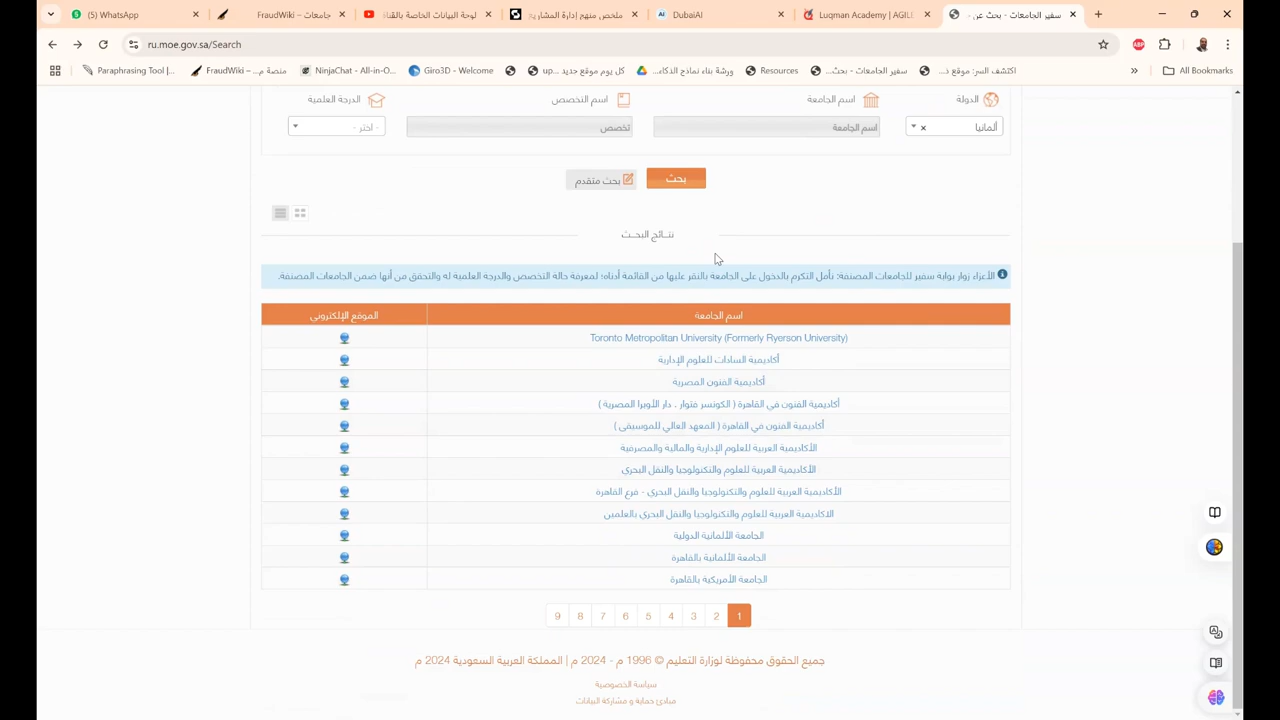 (5) WhatsApp
FraudWiki - جامعات
لوحة البيانات الخاصة بالقناة
ملخص منهج إدارة المشاريع
DubaiAI
Luqman Academy | AGILE
سفير الجامعات - بحث عن
ru.moe.gov.sa/Search
Paraphrasing Tool |...
FraudWiki - منصة م...
NinjaChat - All-in-O...
Giro3D - Welcome
كل يوم موقع جديد up...
ورشة بناء نماذج الذكاء...
Resources
سفير الجامعات - بحث...
اكتشف السر: موقع ذ...
All Bookmarks
الدولة
اسم الجامعة
اسم التخصص
الدرجة العلمية
ألمانيا
اسم الجامعة
تخصص
- اختر -
بحث
بحث متقدم
نتــائج البحــث
الأعزاء زوار بوابة سفير للجامعات المصنفة: نأمل التكرم بالدخول على الجامعة بالنقر عليها من القائمة أدناه؛ لمعرفة حالة التخصص والدرجة العلمية له والتحقق من أنها ضمن الجامعات المصنفة.
اسم الجامعة
الموقع الإلكتروني
Toronto Metropolitan University (Formerly Ryerson University)
أكاديمية السادات للعلوم الإدارية
أكاديمية الفنون المصرية
أكاديمية الفنون في القاهرة ( الكونسر فتوار . دار الأوبرا المصرية )
أكاديمية الفنون في القاهرة ( المعهد العالي للموسيقى )
الأكاديمية العربية للعلوم الإدارية والمالية والمصرفية
الأكاديمية العربية للعلوم والتكنولوجيا والنقل البحري
الأكاديمية العربية للعلوم والتكنولوجيا والنقل البحري - فرع القاهرة
الاكاديمية العربية للعلوم والتكنولوجيا والنقل البحري بالعلمين
الجامعة الألمانية الدولية
الجامعة الألمانية بالقاهرة
الجامعة الأمريكية بالقاهرة
1 2 3 4 5 6 7 8 9
جميع الحقوق محفوظة لوزارة التعليم © 1996 م - 2024 م | المملكة العربية السعودية 2024 م
سياسة الخصوصية
مبادئ حماية و مشاركة البيانات